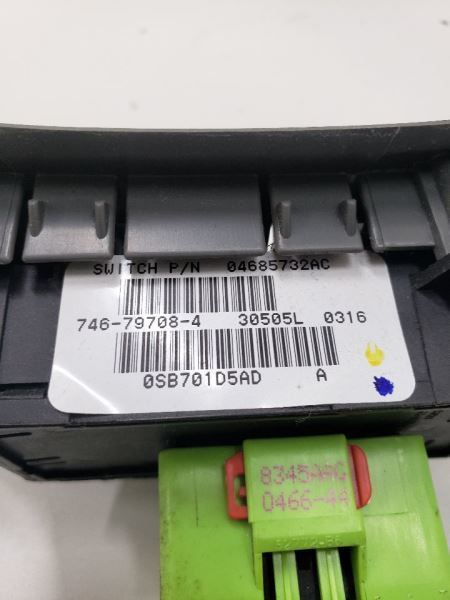 SWITCH P/N 04685732AC
746-79708-4 30505L 0316
0SB701D5AD A
8345AAG
0466-44